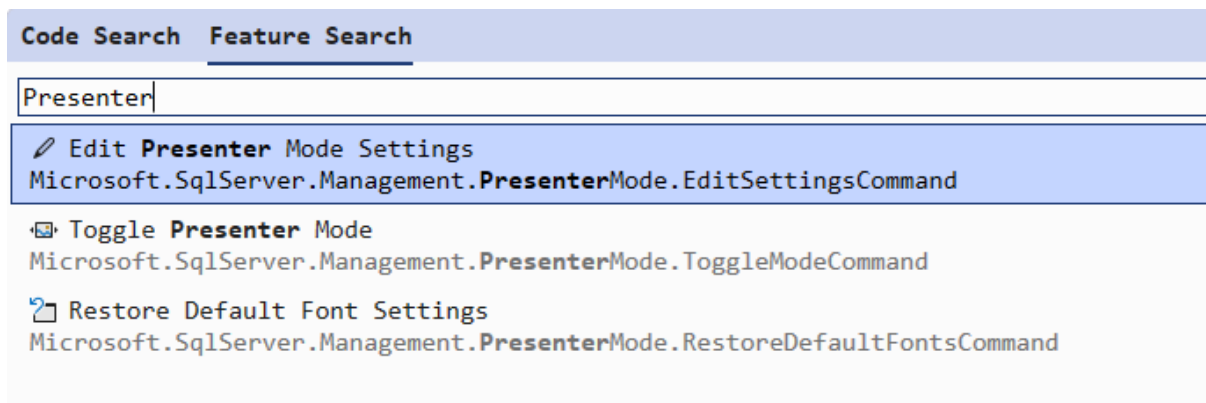 Code Search Feature Search
Presenter
Edit Presenter Mode Settings
Microsoft.SqlServer.Management.PresenterMode.EditSettingsCommand
Toggle Presenter Mode
Microsoft.SqlServer.Management.PresenterMode.ToggleModeCommand
Restore Default Font Settings
Microsoft.SqlServer.Management.PresenterMode.RestoreDefaultFontsCommand